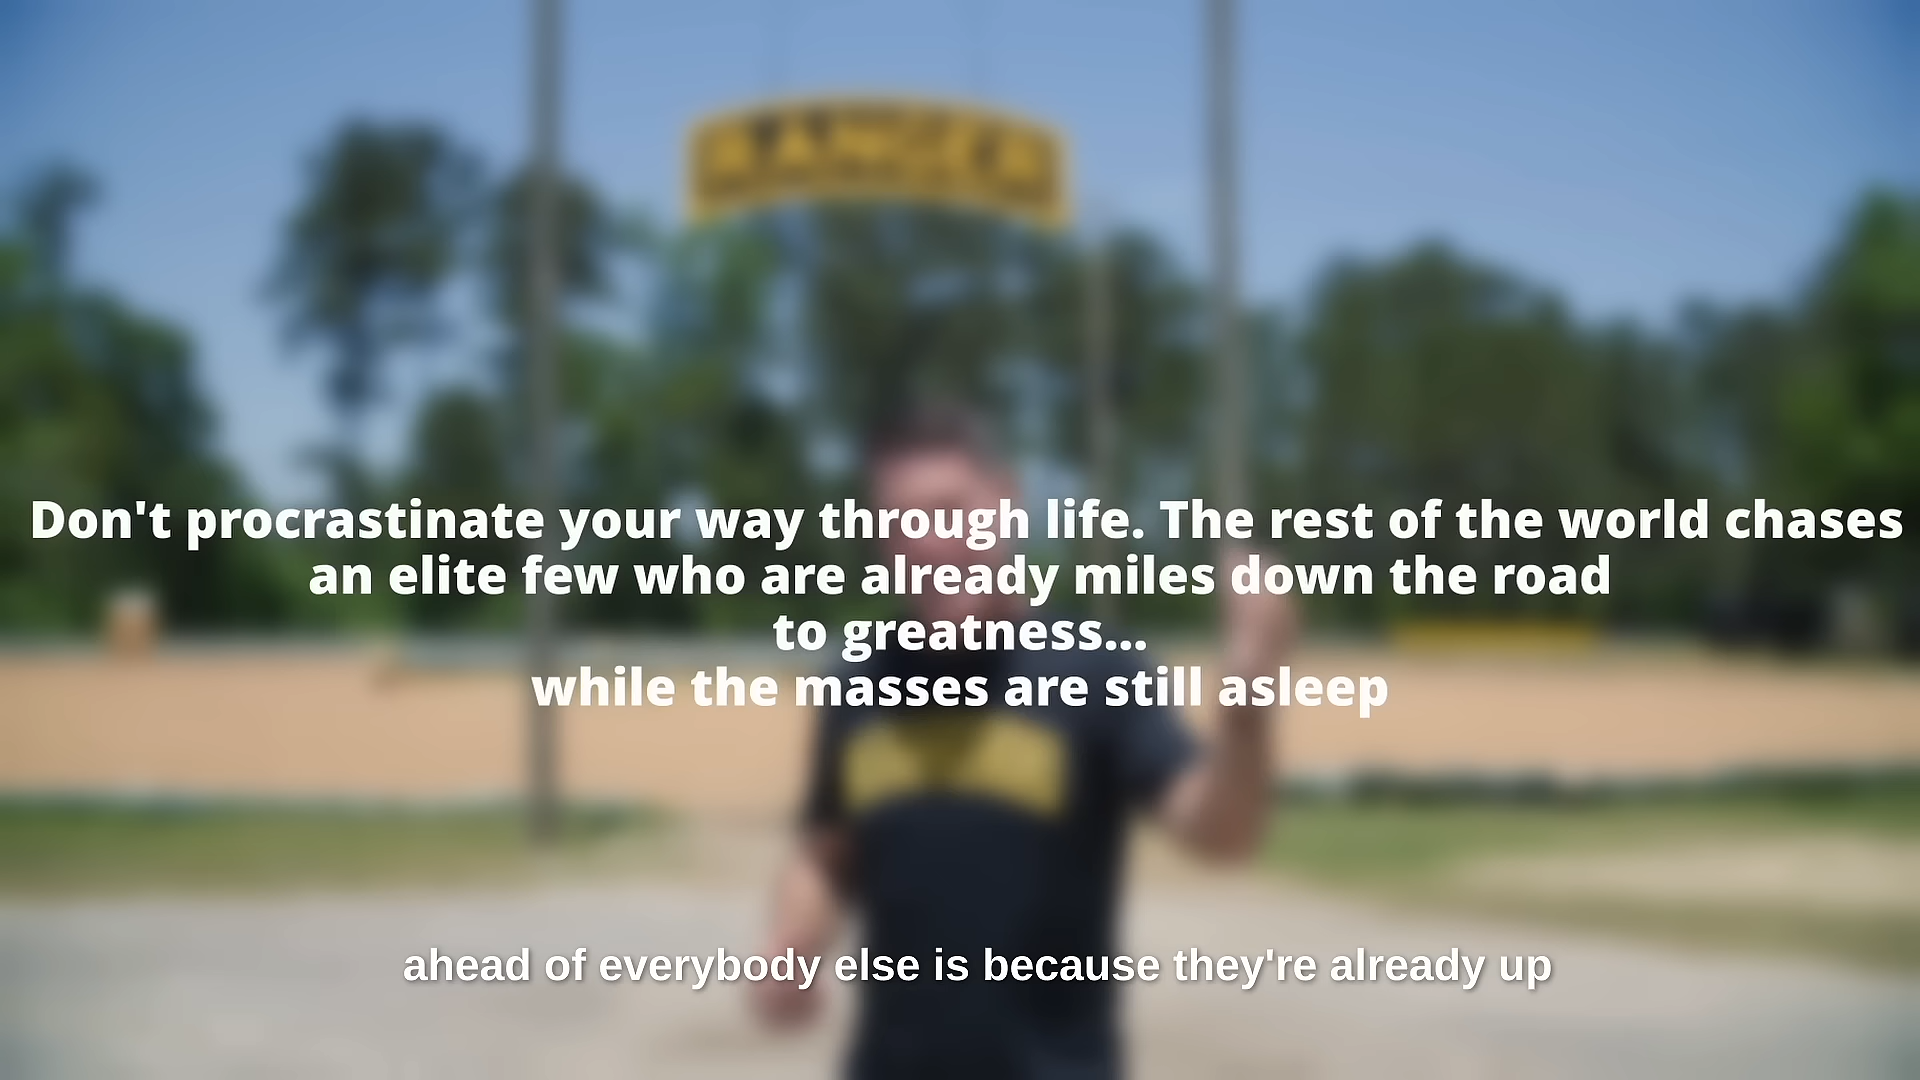 RANGER
Don't procrastinate your way through life. The rest of the world chases
an elite few who are already miles down the road
to greatness...
while the masses are still asleep
ahead of everybody else is because they're already up